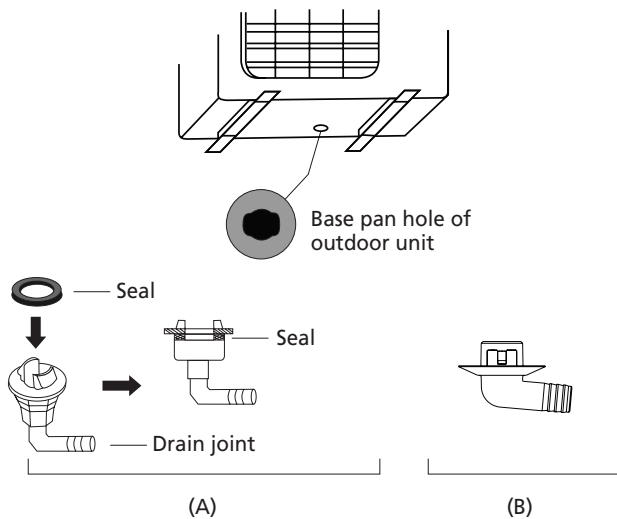 Base pan hole of
outdoor unit
Seal
Seal
Drain joint
(A)
(B)